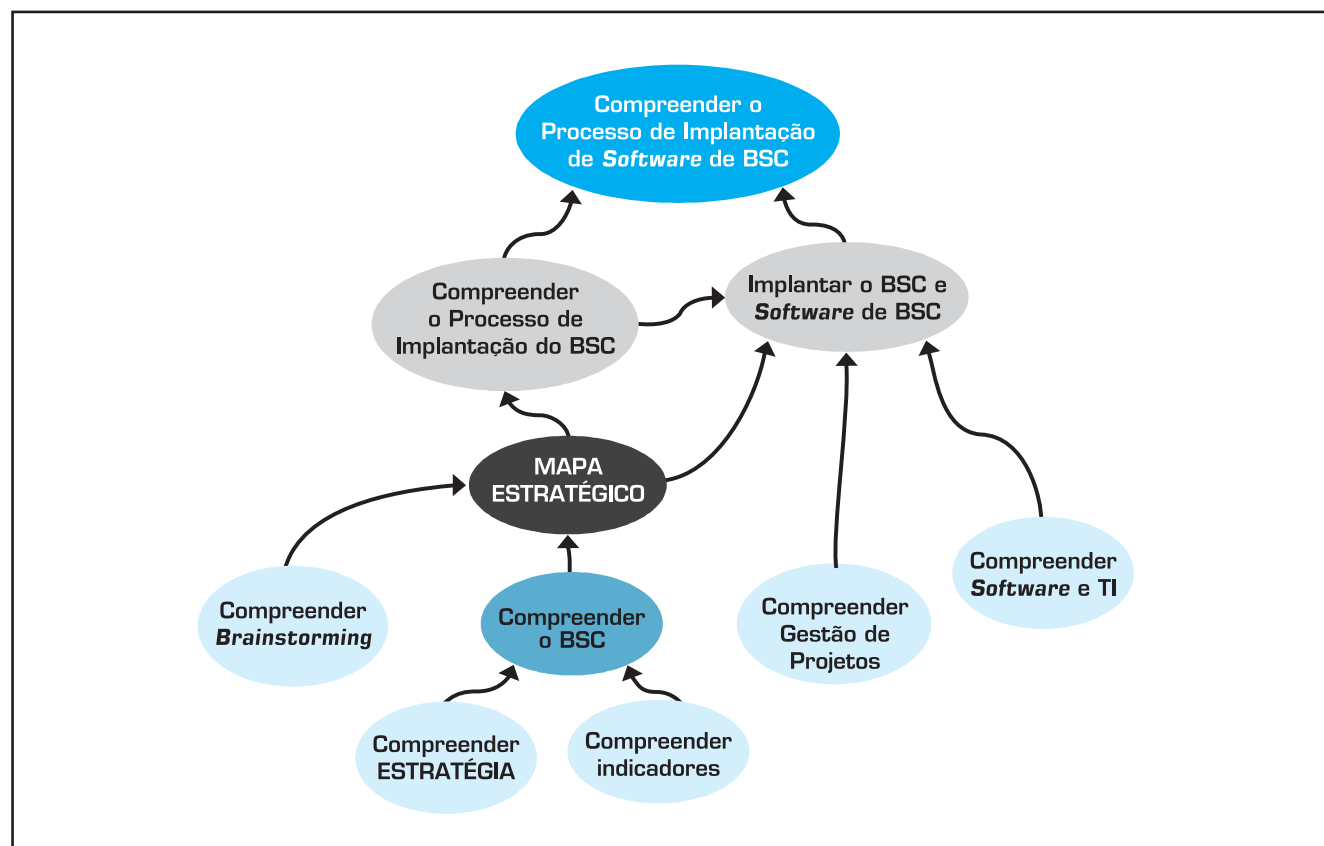 Compreender o
Processo de Implantação
de Software de BSC
Compreender
o Processo de
Implantação do BSC
Implantar o BSC e
Software de BSC
MAPA
ESTRATÉGICO
Compreender
Brainstorming
Compreender
o BSC
Compreender
Gestão de
Projetos
Compreender
Software e TI
Compreender
ESTRATÉGIA
Compreender
indicadores